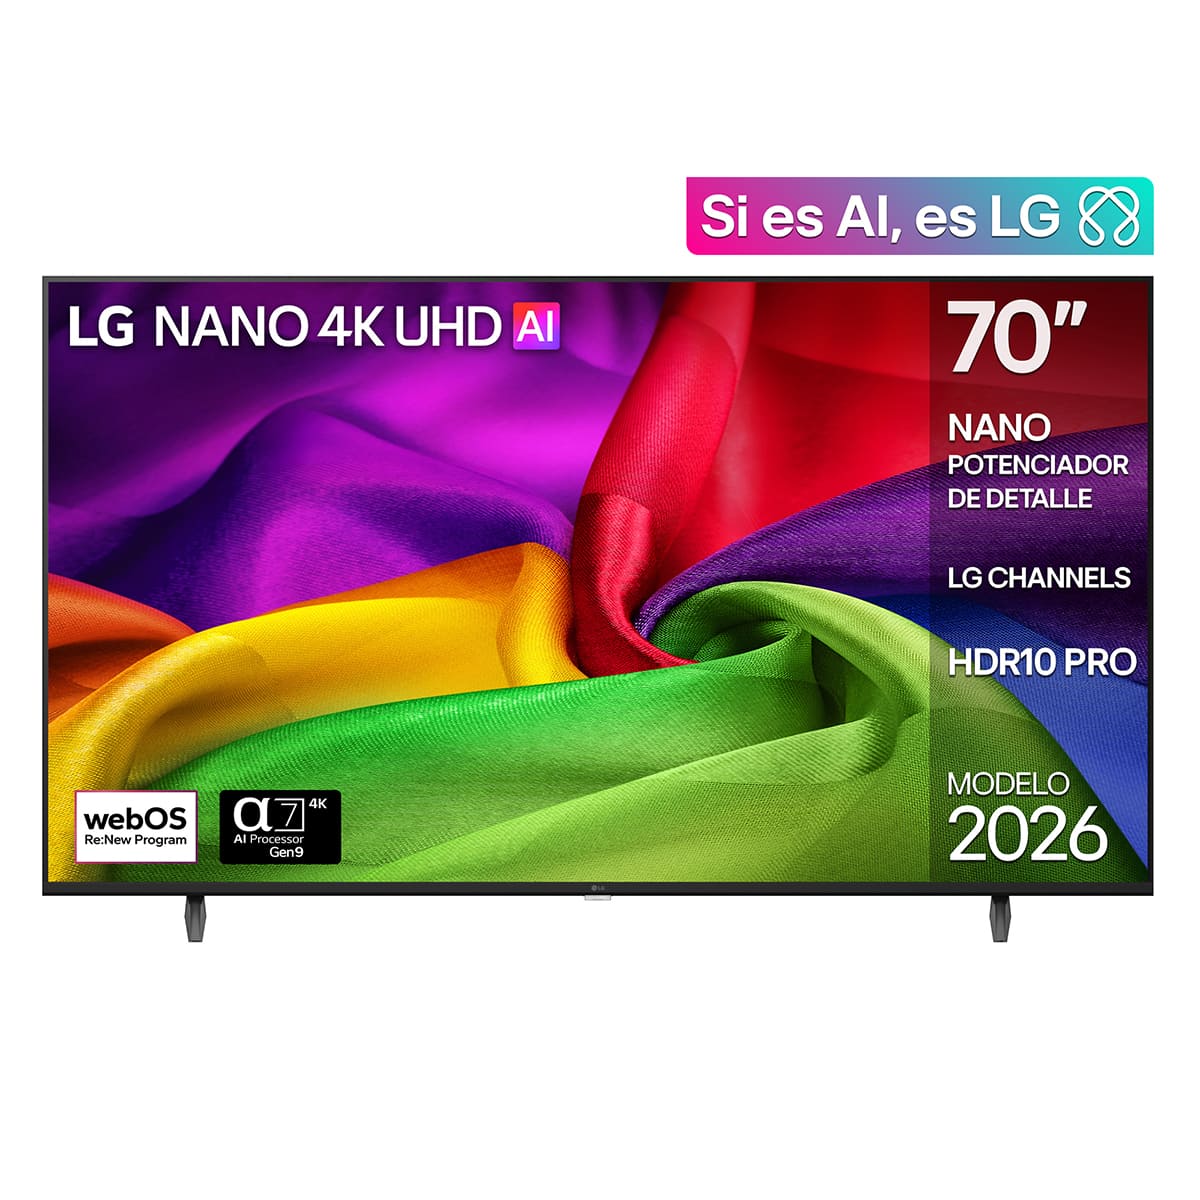 Si es AI, es LG
LG NANO 4K UHD AI
70"
NANO
POTENCIADOR
DE DETALLE
LG CHANNELS
HDR10 PRO
MODELO
2026
webOS
Re:New Program
α7 4K
AI Processor
Gen9
LG